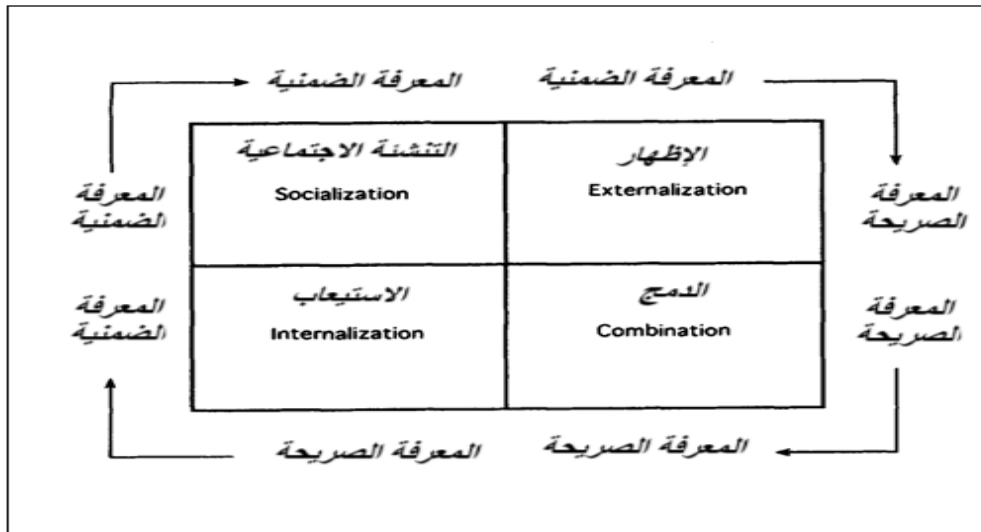 المعرفة الضمنية
المعرفة الضمنية
التنشئة الاجتماعية
Socialization
الإظهار
Externalization
المعرفة
الضمنية
المعرفة
الصريحة
الاستيعاب
Internalization
الدمج
Combination
المعرفة
الضمنية
المعرفة
الصريحة
المعرفة الصريحة
المعرفة الصريحة